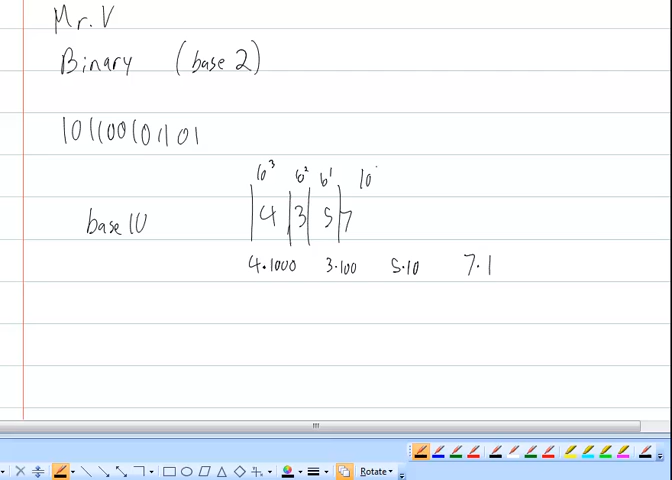 Mr. V
Binary (base 2)
101100101101
10³ 10² 10¹ 10
base 10 4 3 5 7
4·1000 3·100 5·10 7·1
Rotate